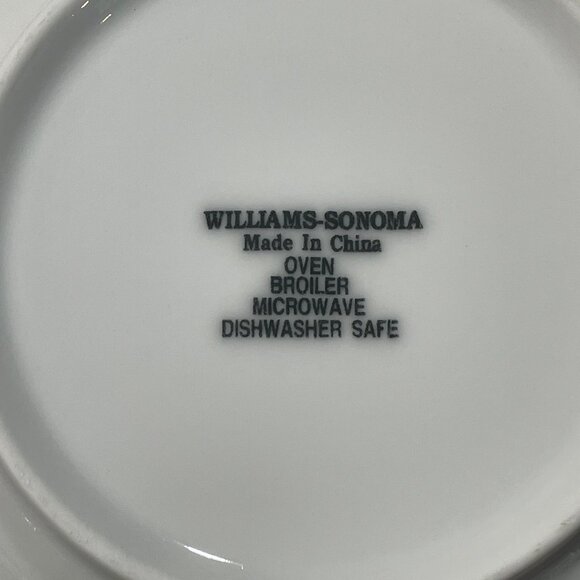 WILLIAMS-SONOMA
Made In China
OVEN
BROILER
MICROWAVE
DISHWASHER SAFE